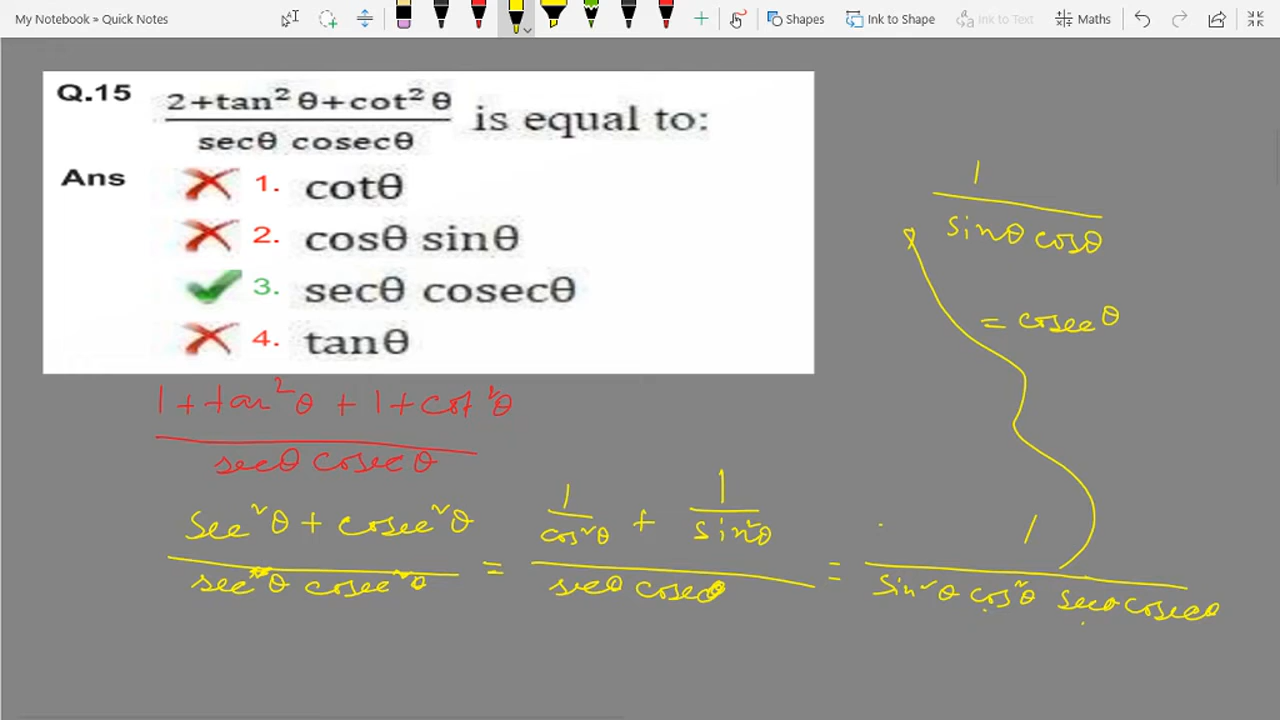 My Notebook » Quick Notes
Shapes
Ink to Shape
Ink to Text
Maths
Q.15 (2+tan² θ+cot² θ)/(secθ cosecθ) is equal to:
Ans
1. cotθ
2. cosθ sinθ
3. secθ cosecθ
4. tanθ
1/(sinθ cosθ)
= cosecθ
(1+tan²θ + 1+cot²θ)/(secθ cosecθ)
(sec²θ + cosec²θ)/(sec²θ cosec²θ) = (1/cos²θ + 1/sin²θ)/(secθ cosecθ) = 1/(sin²θ cos²θ secθ cosecθ)